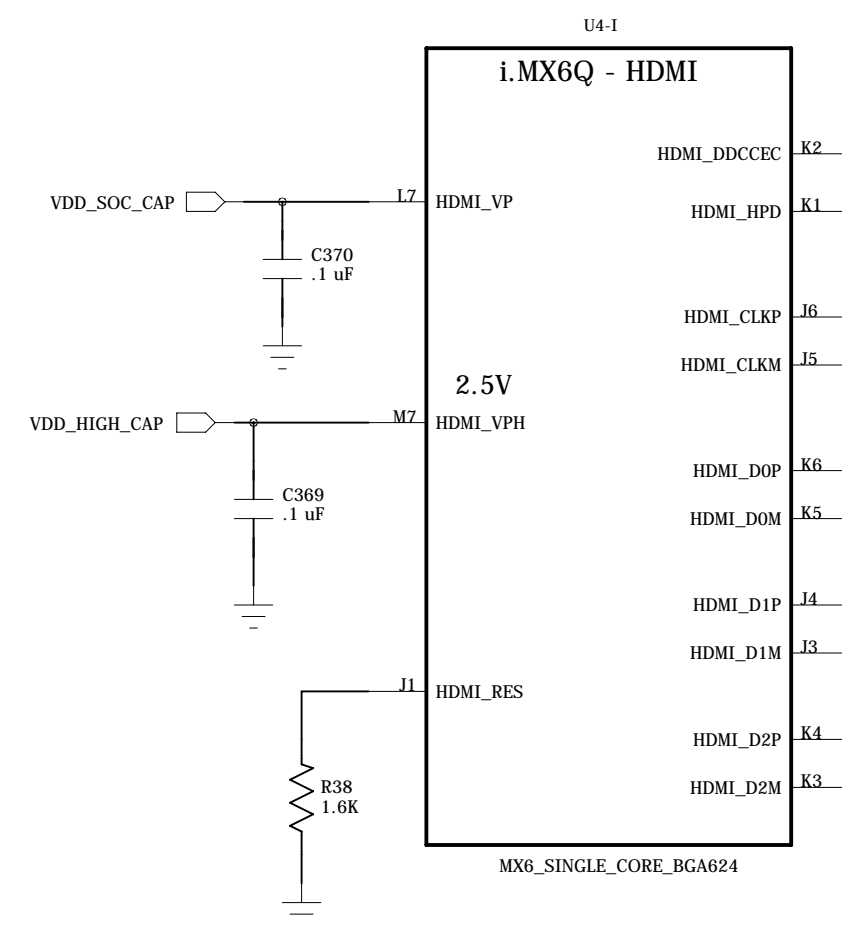 U4-I
i.MX6Q - HDMI
HDMI_DDCCEC K2
VDD_SOC_CAP L7 HDMI_VP
HDMI_HPD K1
C370
.1 uF
HDMI_CLKP J6
HDMI_CLKM J5
2.5V
VDD_HIGH_CAP M7 HDMI_VPH
HDMI_D0P K6
C369
.1 uF
HDMI_D0M K5
HDMI_D1P J4
HDMI_D1M J3
J1 HDMI_RES
HDMI_D2P K4
R38
1.6K
HDMI_D2M K3
MX6_SINGLE_CORE_BGA624